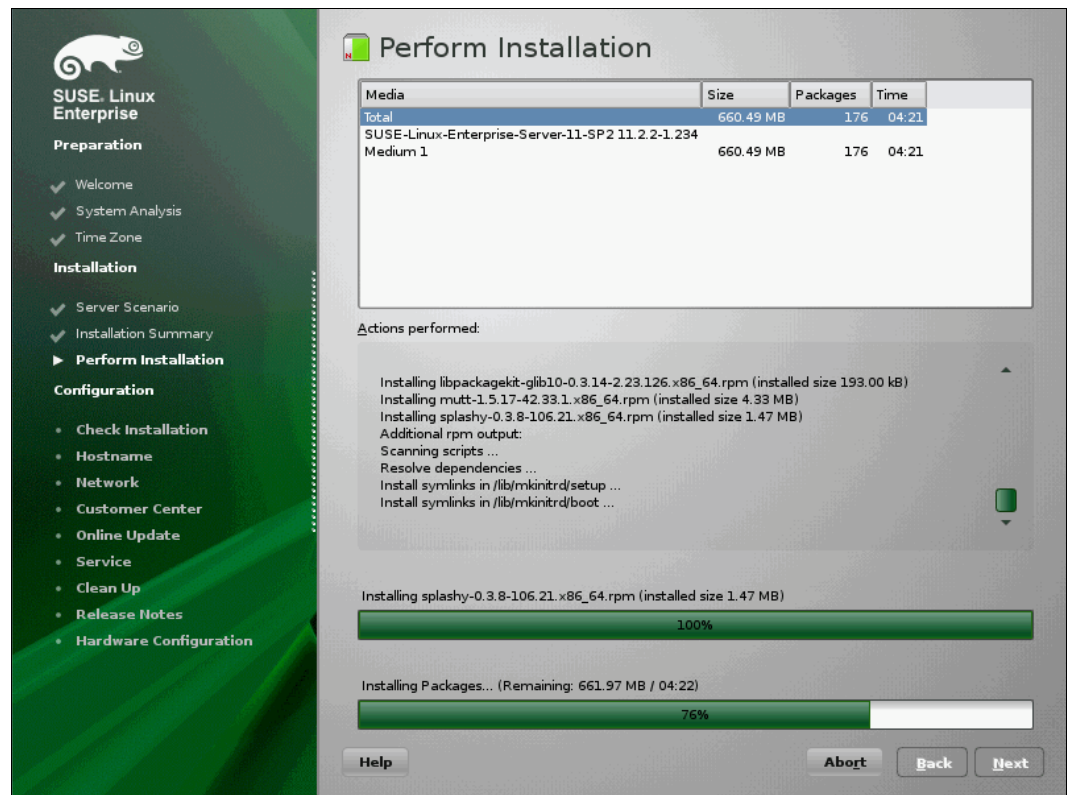 SUSE. Linux
Enterprise
Preparation
Welcome
System Analysis
Time Zone
Installation
Server Scenario
Installation Summary
Perform Installation
Configuration
Check Installation
Hostname
Network
Customer Center
Online Update
Service
Clean Up
Release Notes
Hardware Configuration
N
Perform Installation
Media Size Packages Time
Total 660.49 MB 176 04:21
SUSE-Linux-Enterprise-Server-11-SP2 11.2.2-1.234
Medium 1 660.49 MB 176 04:21
Actions performed:
Installing libpackagekit-glib10-0.3.14-2.23.126.x86_64.rpm (installed size 193.00 kB)
Installing mutt-1.5.17-42.33.1.x86_64.rpm (installed size 4.33 MB)
Installing splashy-0.3.8-106.21.x86_64.rpm (installed size 1.47 MB)
Additional rpm output:
Scanning scripts ...
Resolve dependencies ...
Install symlinks in /lib/mkinitrd/setup ...
Install symlinks in /lib/mkinitrd/boot ...
Installing splashy-0.3.8-106.21.x86_64.rpm (installed size 1.47 MB)
100%
Installing Packages... (Remaining: 661.97 MB / 04:22)
76%
Help Abort Back Next